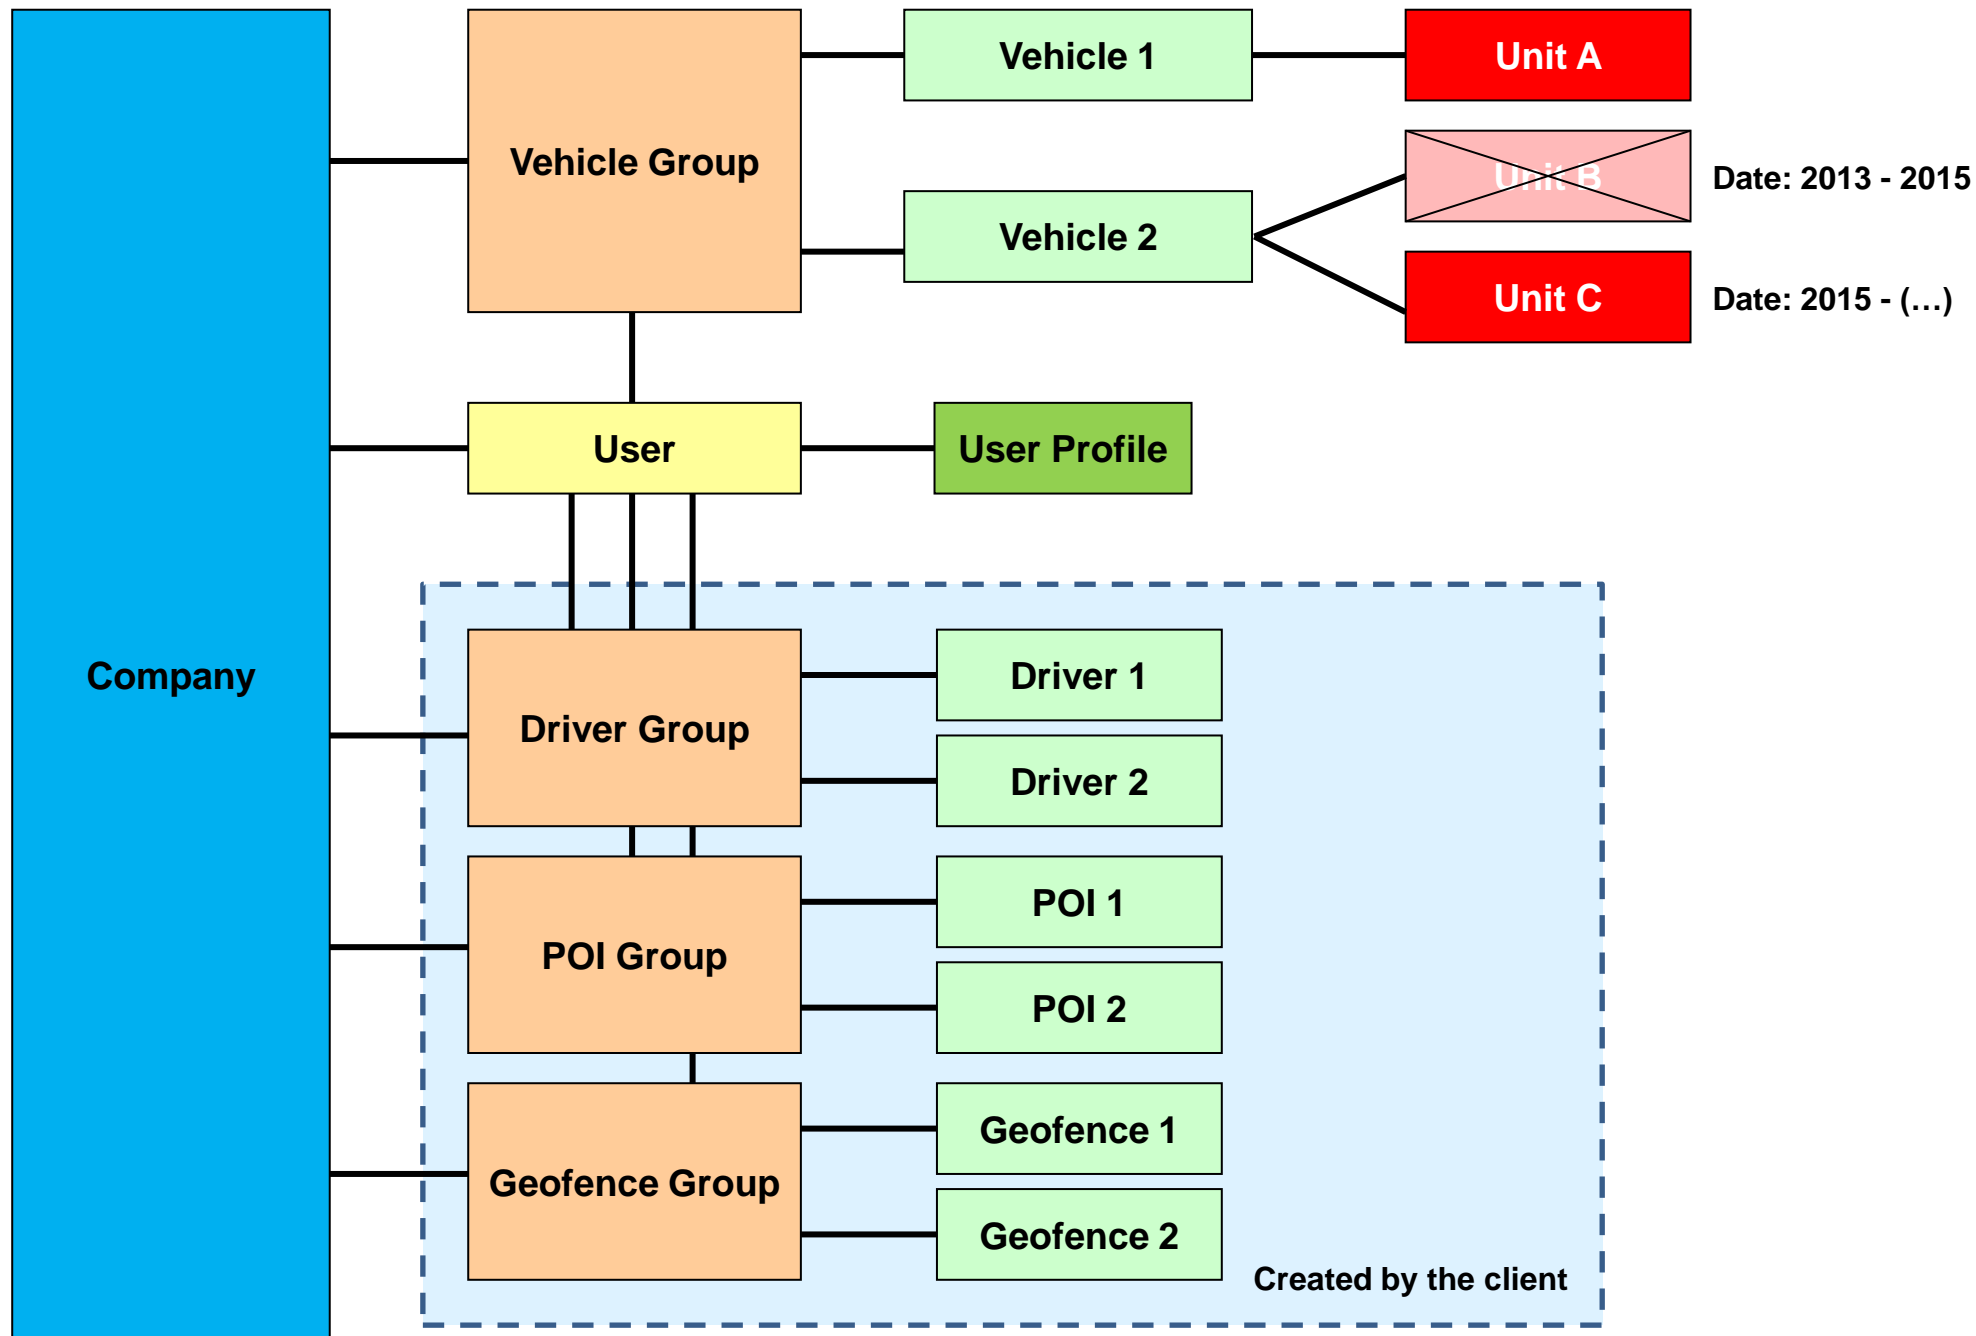 Company
Vehicle Group
Vehicle 1
Unit A
Unit B
Date: 2013 - 2015
Vehicle 2
Unit C
Date: 2015 - (…)
User
User Profile
Driver Group
Driver 1
Driver 2
POI Group
POI 1
POI 2
Geofence Group
Geofence 1
Geofence 2
Created by the client